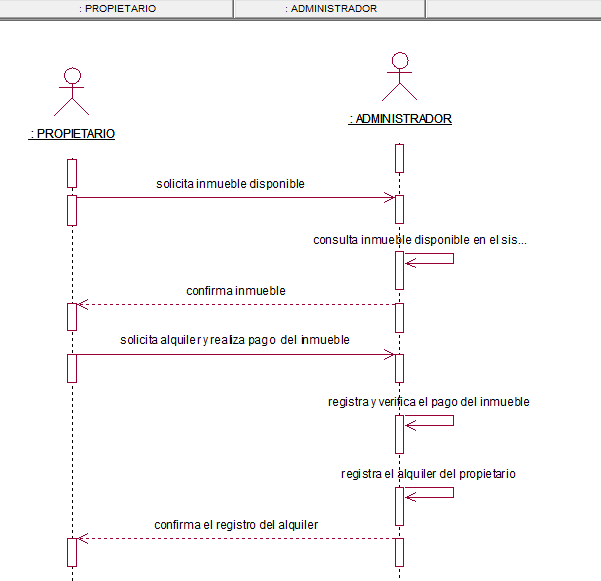 : PROPIETARIO
: ADMINISTRADOR
: PROPIETARIO
: ADMINISTRADOR
solicita inmueble disponible
consulta inmueble disponible en el sis...
confirma inmueble
solicita alquiler y realiza pago del inmueble
registra y verifica el pago del inmueble
registra el alquiler del propietario
confirma el registro del alquiler